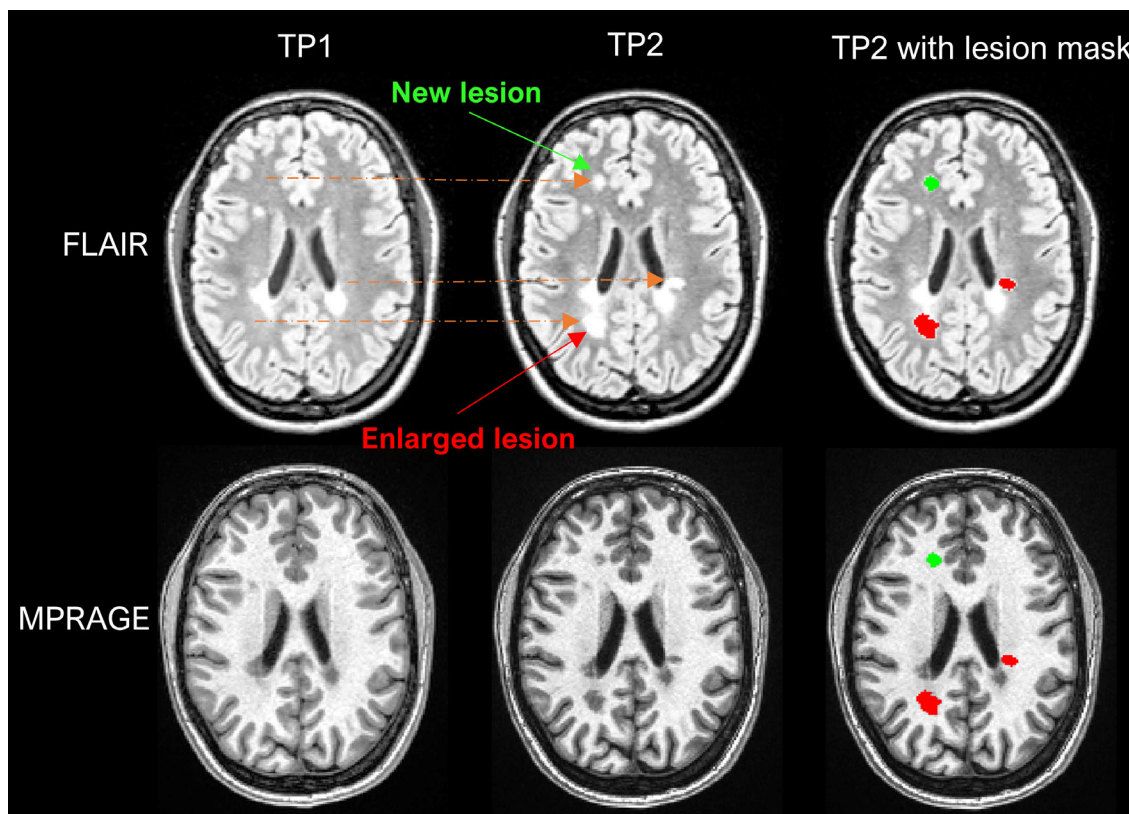 TP1
TP2
TP2 with lesion mask
New lesion
FLAIR
Enlarged lesion
MPRAGE